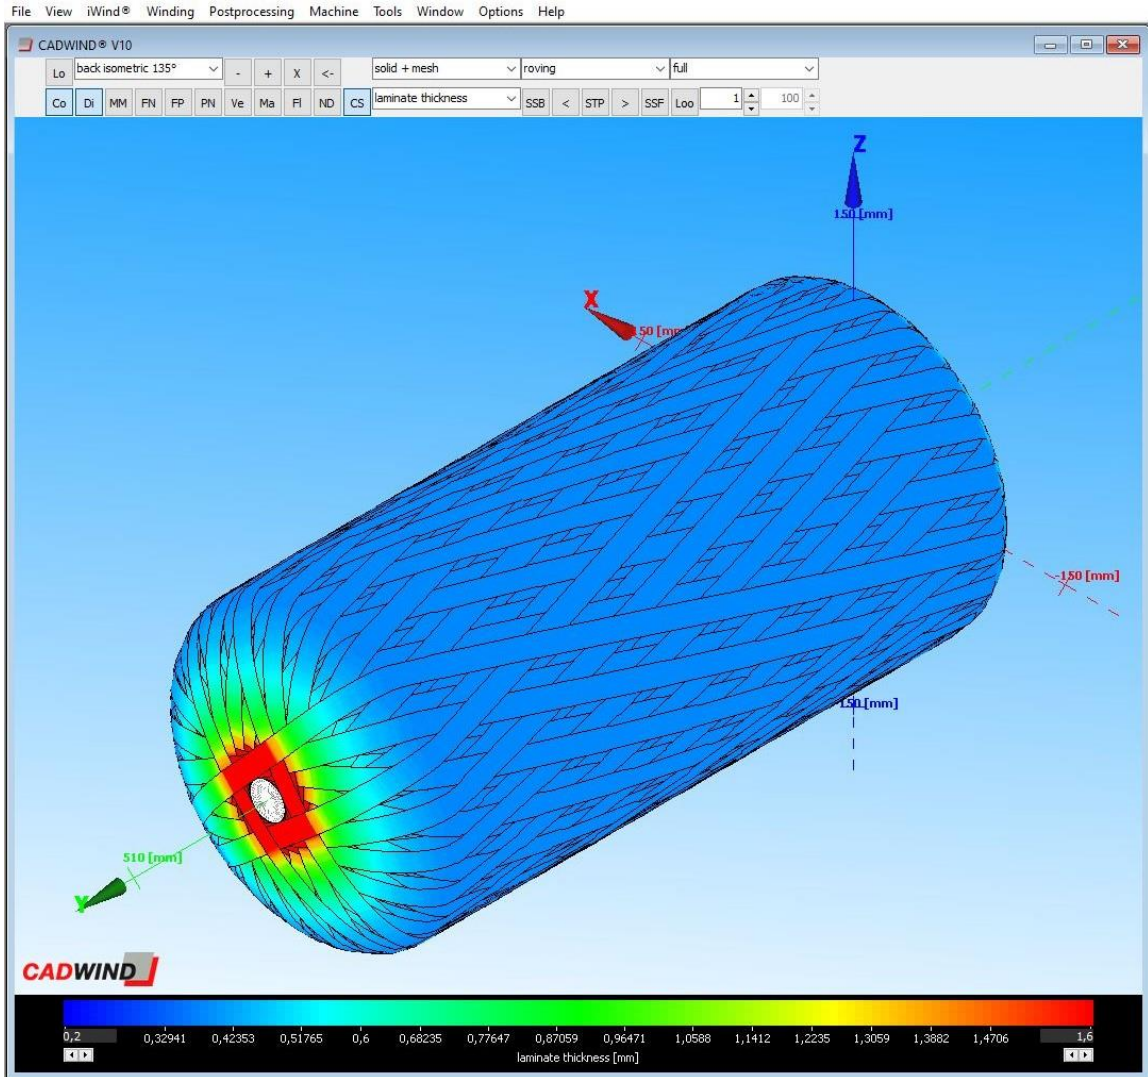 File View iWind® Winding Postprocessing Machine Tools Window Options Help
CADWIND® V10
Lo back isometric 135° - + X <- solid + mesh roving full
Co Di MM FN FP PN Ve Ma Fl ND CS laminate thickness SSB < STP > SSF Loo 1 100
Z
150 [mm]
X
150 [mm]
-150 [mm]
-150 [mm]
510 [mm]
Y
CADWIND
0,2 0,32941 0,42353 0,51765 0,6 0,68235 0,77647 0,87059 0,96471 1,0588 1,1412 1,2235 1,3059 1,3882 1,4706 1,6
laminate thickness [mm]